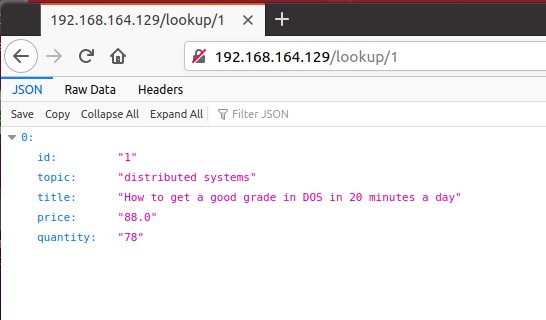 192.168.164.129/lookup/1
192.168.164.129/lookup/1
JSON Raw Data Headers
Save Copy Collapse All Expand All Filter JSON
0:
id: "1"
topic: "distributed systems"
title: "How to get a good grade in DOS in 20 minutes a day"
price: "88.0"
quantity: "78"